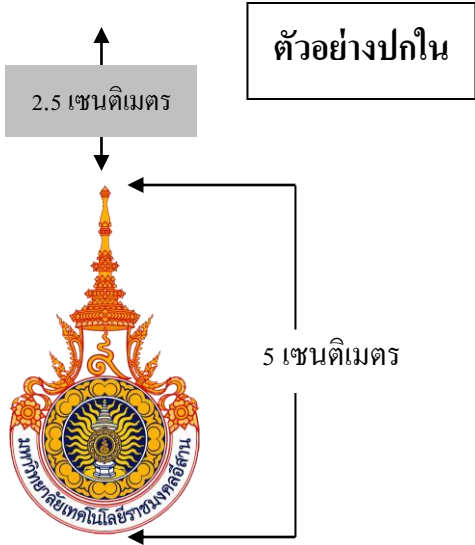 ตัวอย่างปกใน
2.5 เซนติเมตร
5 เซนติเมตร
มหาวิทยาลัยเทคโนโลยีราชมงคลอีสาน